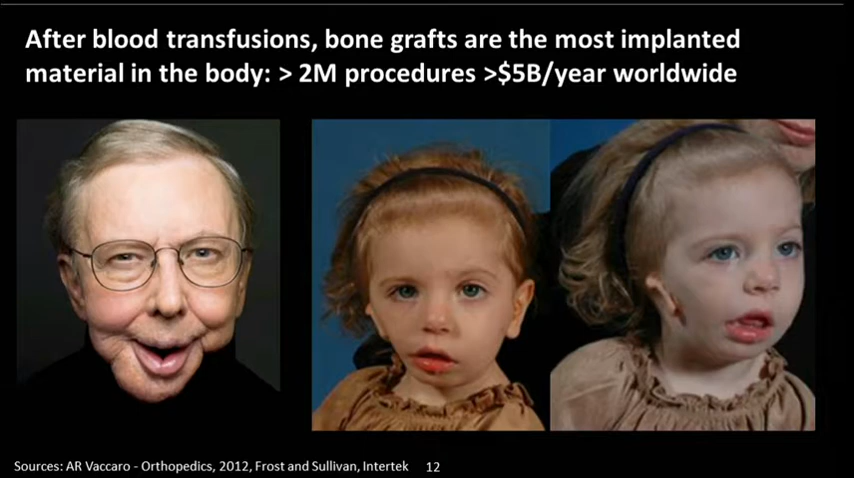 After blood transfusions, bone grafts are the most implanted
material in the body: > 2M procedures >$5B/year worldwide
Sources: AR Vaccaro - Orthopedics, 2012, Frost and Sullivan, Intertek 12